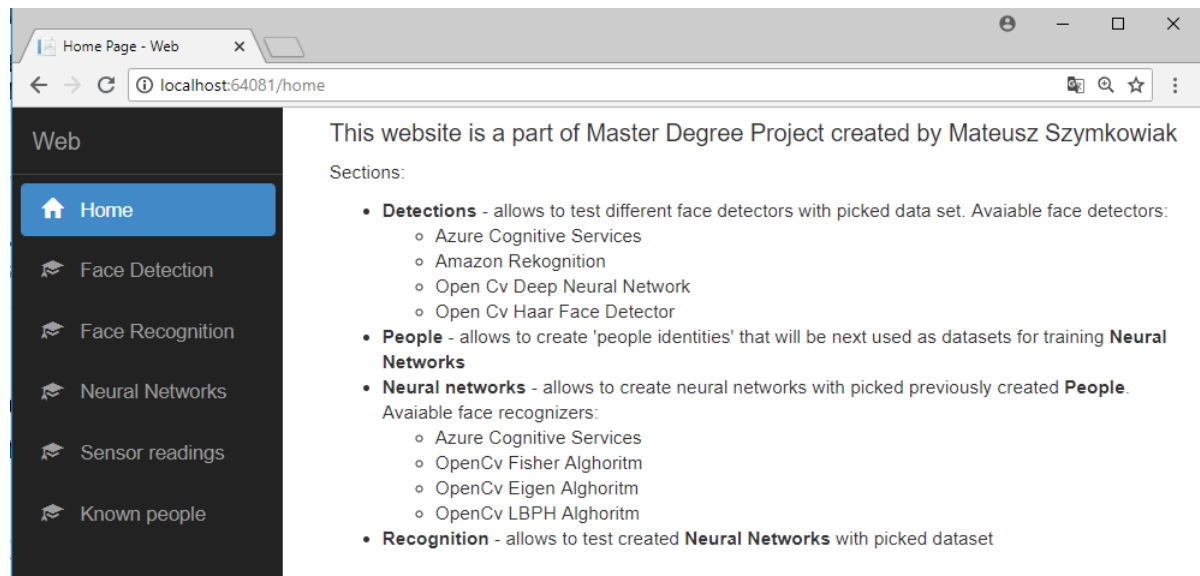 Home Page - Web
localhost:64081/home
Web
Home
Face Detection
Face Recognition
Neural Networks
Sensor readings
Known people
This website is a part of Master Degree Project created by Mateusz Szymkowiak
Sections:
Detections - allows to test different face detectors with picked data set. Avaiable face detectors:
Azure Cognitive Services
Amazon Rekognition
Open Cv Deep Neural Network
Open Cv Haar Face Detector
People - allows to create 'people identities' that will be next used as datasets for training Neural
Networks
Neural networks - allows to create neural networks with picked previously created People.
Avaiable face recognizers:
Azure Cognitive Services
OpenCv Fisher Alghoritm
OpenCv Eigen Alghoritm
OpenCv LBPH Alghoritm
Recognition - allows to test created Neural Networks with picked dataset